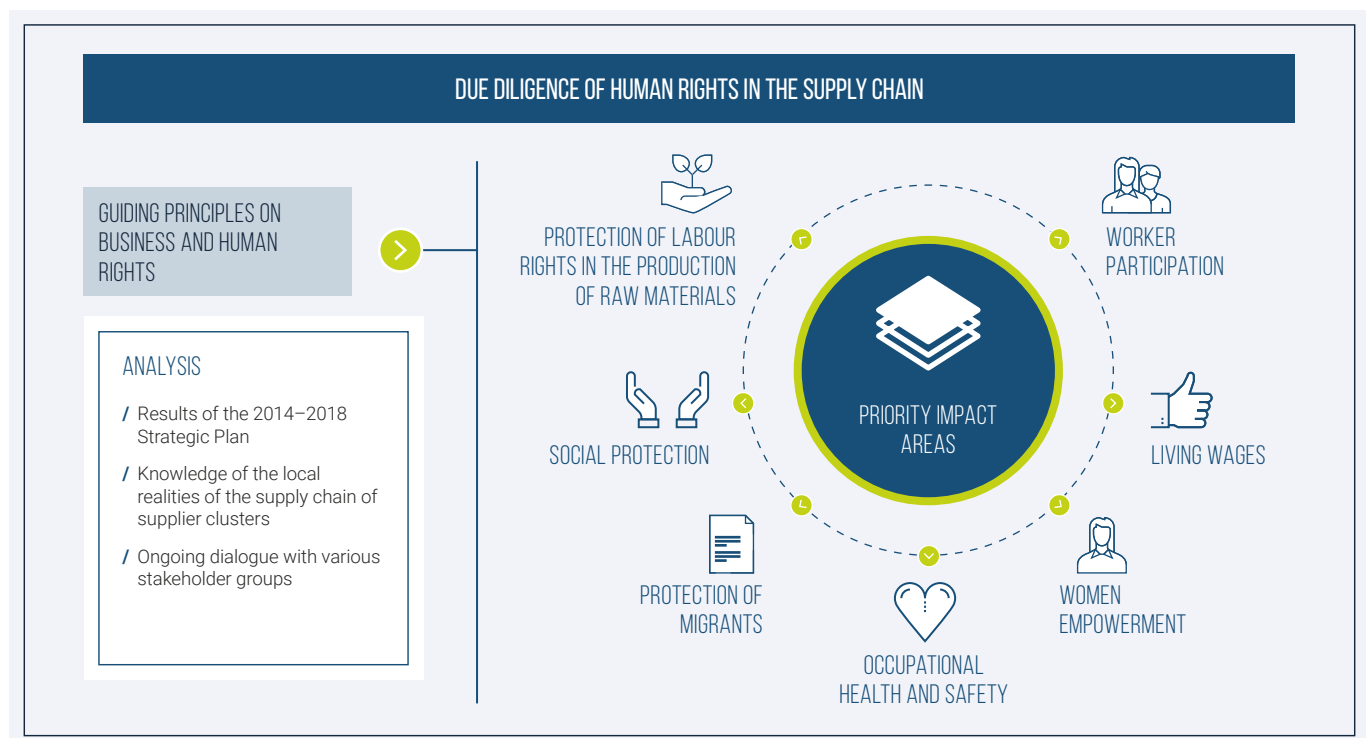 DUE DILIGENCE OF HUMAN RIGHTS IN THE SUPPLY CHAIN
GUIDING PRINCIPLES ON
BUSINESS AND HUMAN
RIGHTS
ANALYSIS
/ Results of the 2014–2018
Strategic Plan
/ Knowledge of the local
realities of the supply chain of
supplier clusters
/ Ongoing dialogue with various
stakeholder groups
PROTECTION OF LABOUR
RIGHTS IN THE PRODUCTION
OF RAW MATERIALS
WORKER
PARTICIPATION
PRIORITY IMPACT
AREAS
SOCIAL PROTECTION
LIVING WAGES
PROTECTION OF
MIGRANTS
WOMEN
EMPOWERMENT
OCCUPATIONAL
HEALTH AND SAFETY